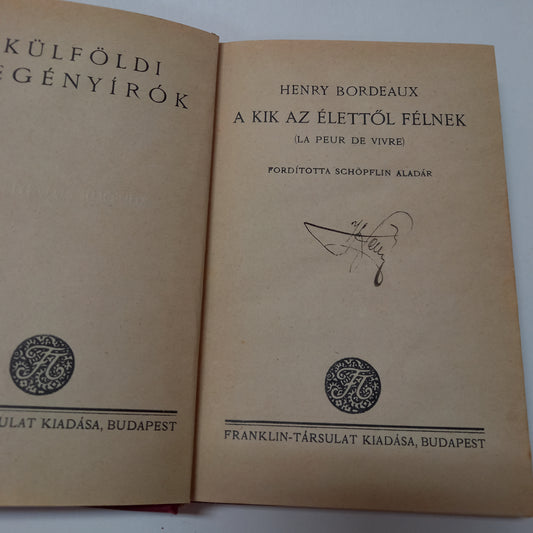 KÜLFÖLDI
EGÉNYÍRÓK
ULAT KIADÁSA, BUDAPEST
HENRY BORDEAUX
A KIK AZ ÉLETTŐL FÉLNEK
(LA PEUR DE VIVRE)
FORDÍTOTTA SCHÖPFLIN ALADÁR
FRANKLIN-TÁRSULAT KIADÁSA, BUDAPEST